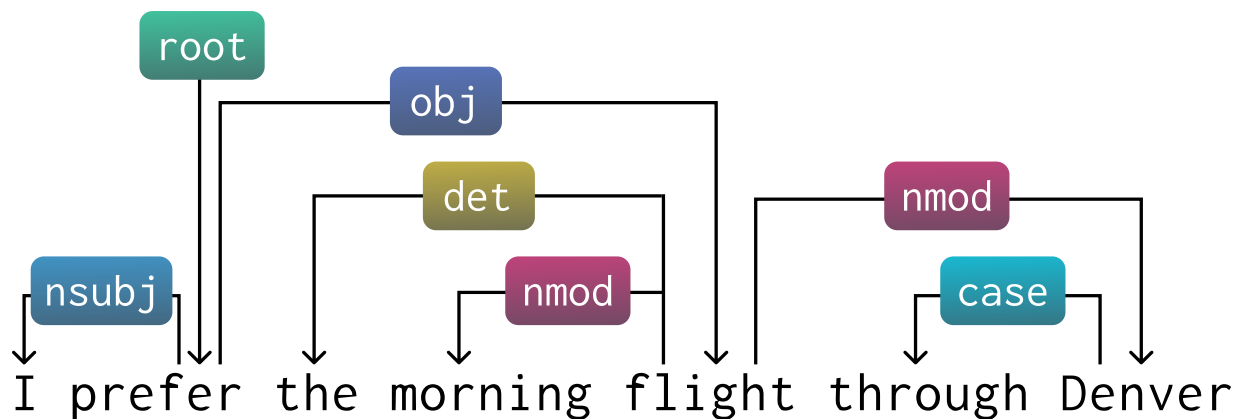 root
obj
det
nmod
nsubj
nmod
case
I prefer the morning flight through Denver